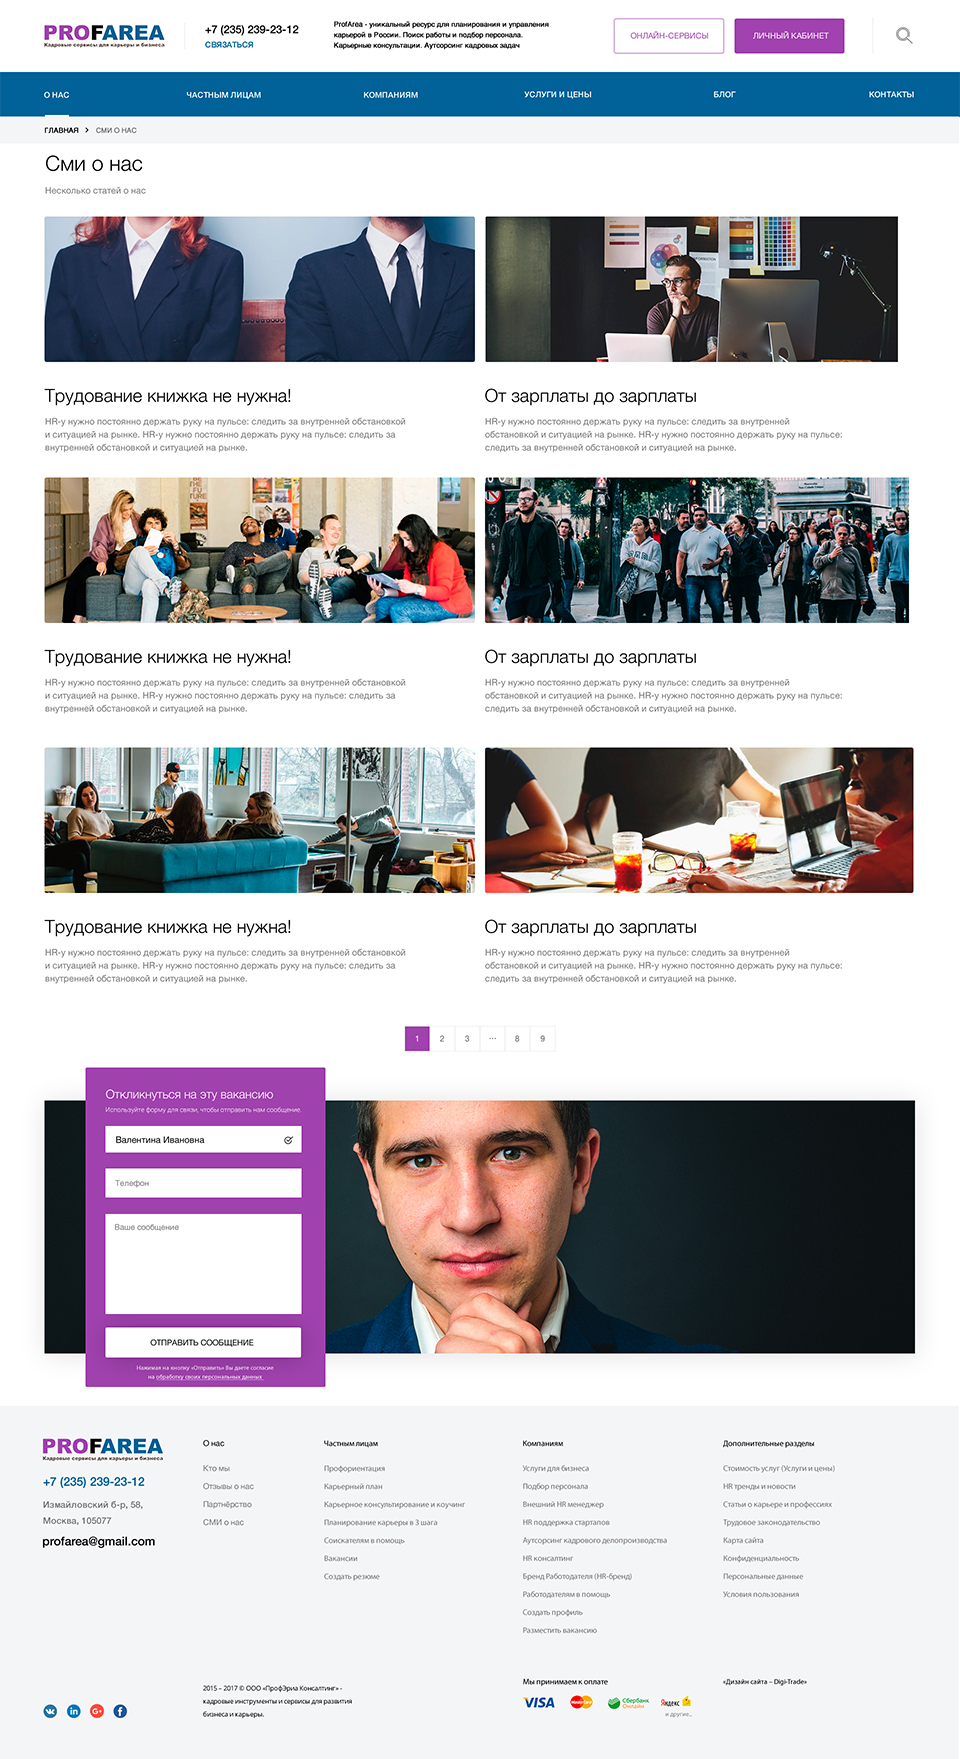 PROFAREA
Кадровые сервисы для карьеры и бизнеса
+7 (235) 239-23-12
СВЯЗАТЬСЯ
ProfArea - уникальный ресурс для планирования и управления
карьерой в России. Поиск работы и подбор персонала.
Карьерные консультации. Аутсорсинг кадровых задач
ОНЛАЙН-СЕРВИСЫ
ЛИЧНЫЙ КАБИНЕТ
О НАС
ЧАСТНЫМ ЛИЦАМ
КОМПАНИЯМ
УСЛУГИ И ЦЕНЫ
БЛОГ
КОНТАКТЫ
ГЛАВНАЯ > СМИ О НАС
Сми о нас
Несколько статей о нас
Трудование книжка не нужна!
HR-у нужно постоянно держать руку на пульсе: следить за внутренней обстановкой
и ситуацией на рынке. HR-у нужно постоянно держать руку на пульсе: следить за
внутренней обстановкой и ситуацией на рынке.
От зарплаты до зарплаты
HR-у нужно постоянно держать руку на пульсе: следить за внутренней
обстановкой и ситуацией на рынке. HR-у нужно постоянно держать руку на пульсе:
следить за внутренней обстановкой и ситуацией на рынке.
Трудование книжка не нужна!
HR-у нужно постоянно держать руку на пульсе: следить за внутренней обстановкой
и ситуацией на рынке. HR-у нужно постоянно держать руку на пульсе: следить за
внутренней обстановкой и ситуацией на рынке.
От зарплаты до зарплаты
HR-у нужно постоянно держать руку на пульсе: следить за внутренней
обстановкой и ситуацией на рынке. HR-у нужно постоянно держать руку на пульсе:
следить за внутренней обстановкой и ситуацией на рынке.
Трудование книжка не нужна!
HR-у нужно постоянно держать руку на пульсе: следить за внутренней обстановкой
и ситуацией на рынке. HR-у нужно постоянно держать руку на пульсе: следить за
внутренней обстановкой и ситуацией на рынке.
От зарплаты до зарплаты
HR-у нужно постоянно держать руку на пульсе: следить за внутренней
обстановкой и ситуацией на рынке. HR-у нужно постоянно держать руку на пульсе:
следить за внутренней обстановкой и ситуацией на рынке.
1 2 3 ... 8 9
Откликнуться на эту вакансию
Используйте форму для связи, чтобы отправить нам сообщение.
Валентина Ивановна
Телефон
Ваше сообщение
ОТПРАВИТЬ СООБЩЕНИЕ
Нажимая на кнопку «Отправить» Вы даете согласие
на обработку своих персональных данных
PROFAREA
Кадровые сервисы для карьеры и бизнеса
+7 (235) 239-23-12
Измайловский б-р, 58,
Москва, 105077
profarea@gmail.com
О нас
Кто мы
Отзывы о нас
Партнёрство
СМИ о нас
Частным лицам
Профориентация
Карьерный план
Карьерное консультирование и коучинг
Планирование карьеры в 3 шага
Соискателям в помощь
Вакансии
Создать резюме
Компаниям
Услуги для бизнеса
Подбор персонала
Внешний HR менеджер
HR поддержка стартапов
Аутсорсинг кадрового делопроизводства
HR консалтинг
Бренд Работодателя (HR-бренд)
Работодателям в помощь
Создать профиль
Разместить вакансию
Дополнительные разделы
Стоимость услуг (Услуги и цены)
HR тренды и новости
Статьи о карьере и профессиях
Трудовое законодательство
Карта сайта
Конфиденциальность
Персональные данные
Условия пользования
2015 – 2017 © ООО «ПрофЭриа Консалтинг» -
кадровые инструменты и сервисы для развития
бизнеса и карьеры.
Мы принимаем к оплате
VISA
MasterCard
Сбербанк
Онлайн
Яндекс
и другие...
«Дизайн сайта – Digi-Trade»